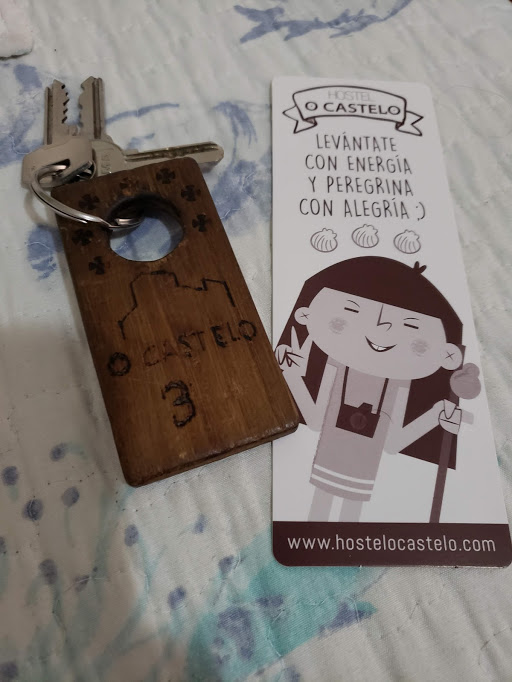 O CASTELO
3
HOSTEL
O CASTELO
LEVÁNTATE
CON ENERGÍA
Y PEREGRINA
CON ALEGRÍA ;)
www.hostelocastelo.com